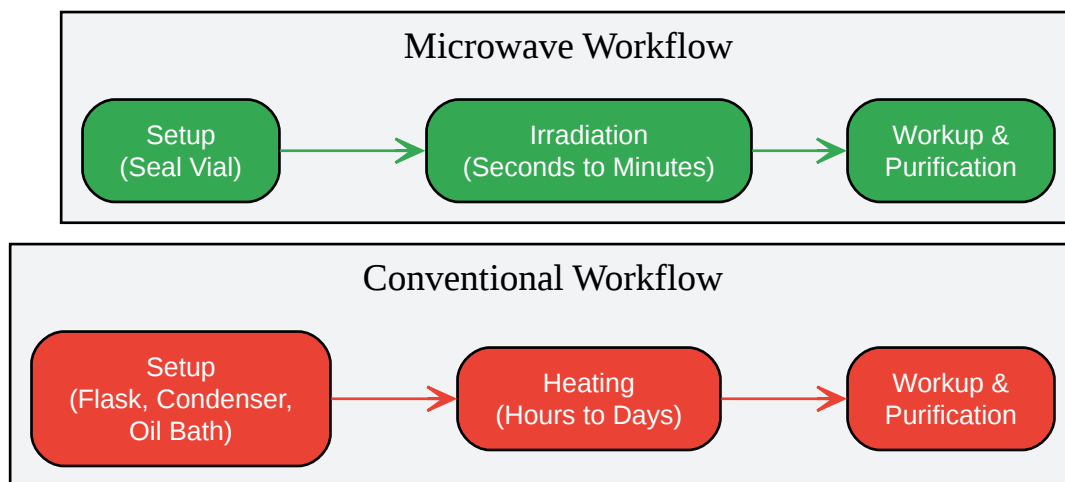 Microwave Workflow
Setup
(Seal Vial)
Irradiation
(Seconds to Minutes)
Workup &
Purification
Conventional Workflow
Setup
(Flask, Condenser,
Oil Bath)
Heating
(Hours to Days)
Workup &
Purification